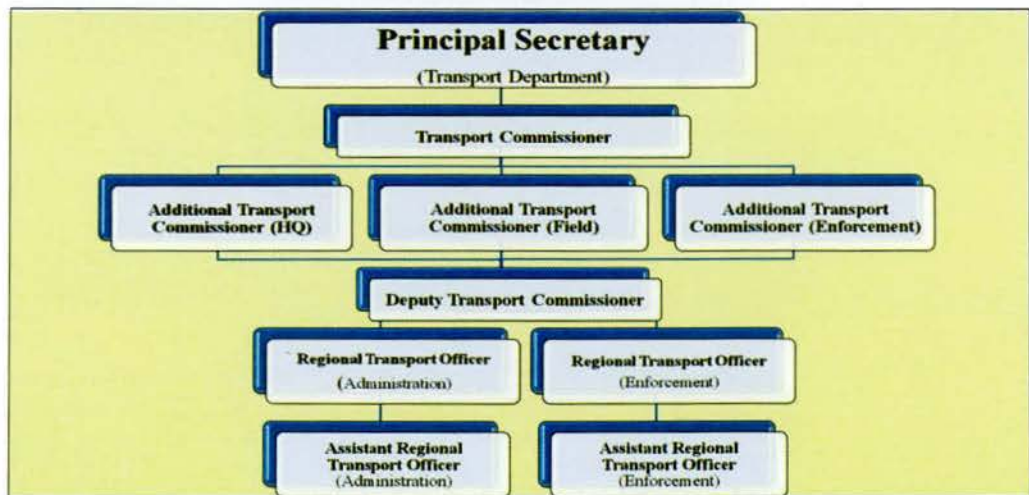 Principal Secretary
(Transport Department)
Transport Commissioner
Additional Transport
Commissioner (HQ)
Additional Transport
Commissioner (Field)
Additional Transport
Commissioner (Enforcement)
Deputy Transport Commissioner
Regional Transport Officer
(Administration)
Regional Transport Officer
(Enforcement)
Assistant Regional
Transport Officer
(Administration)
Assistant Regional
Transport Officer
(Enforcement)